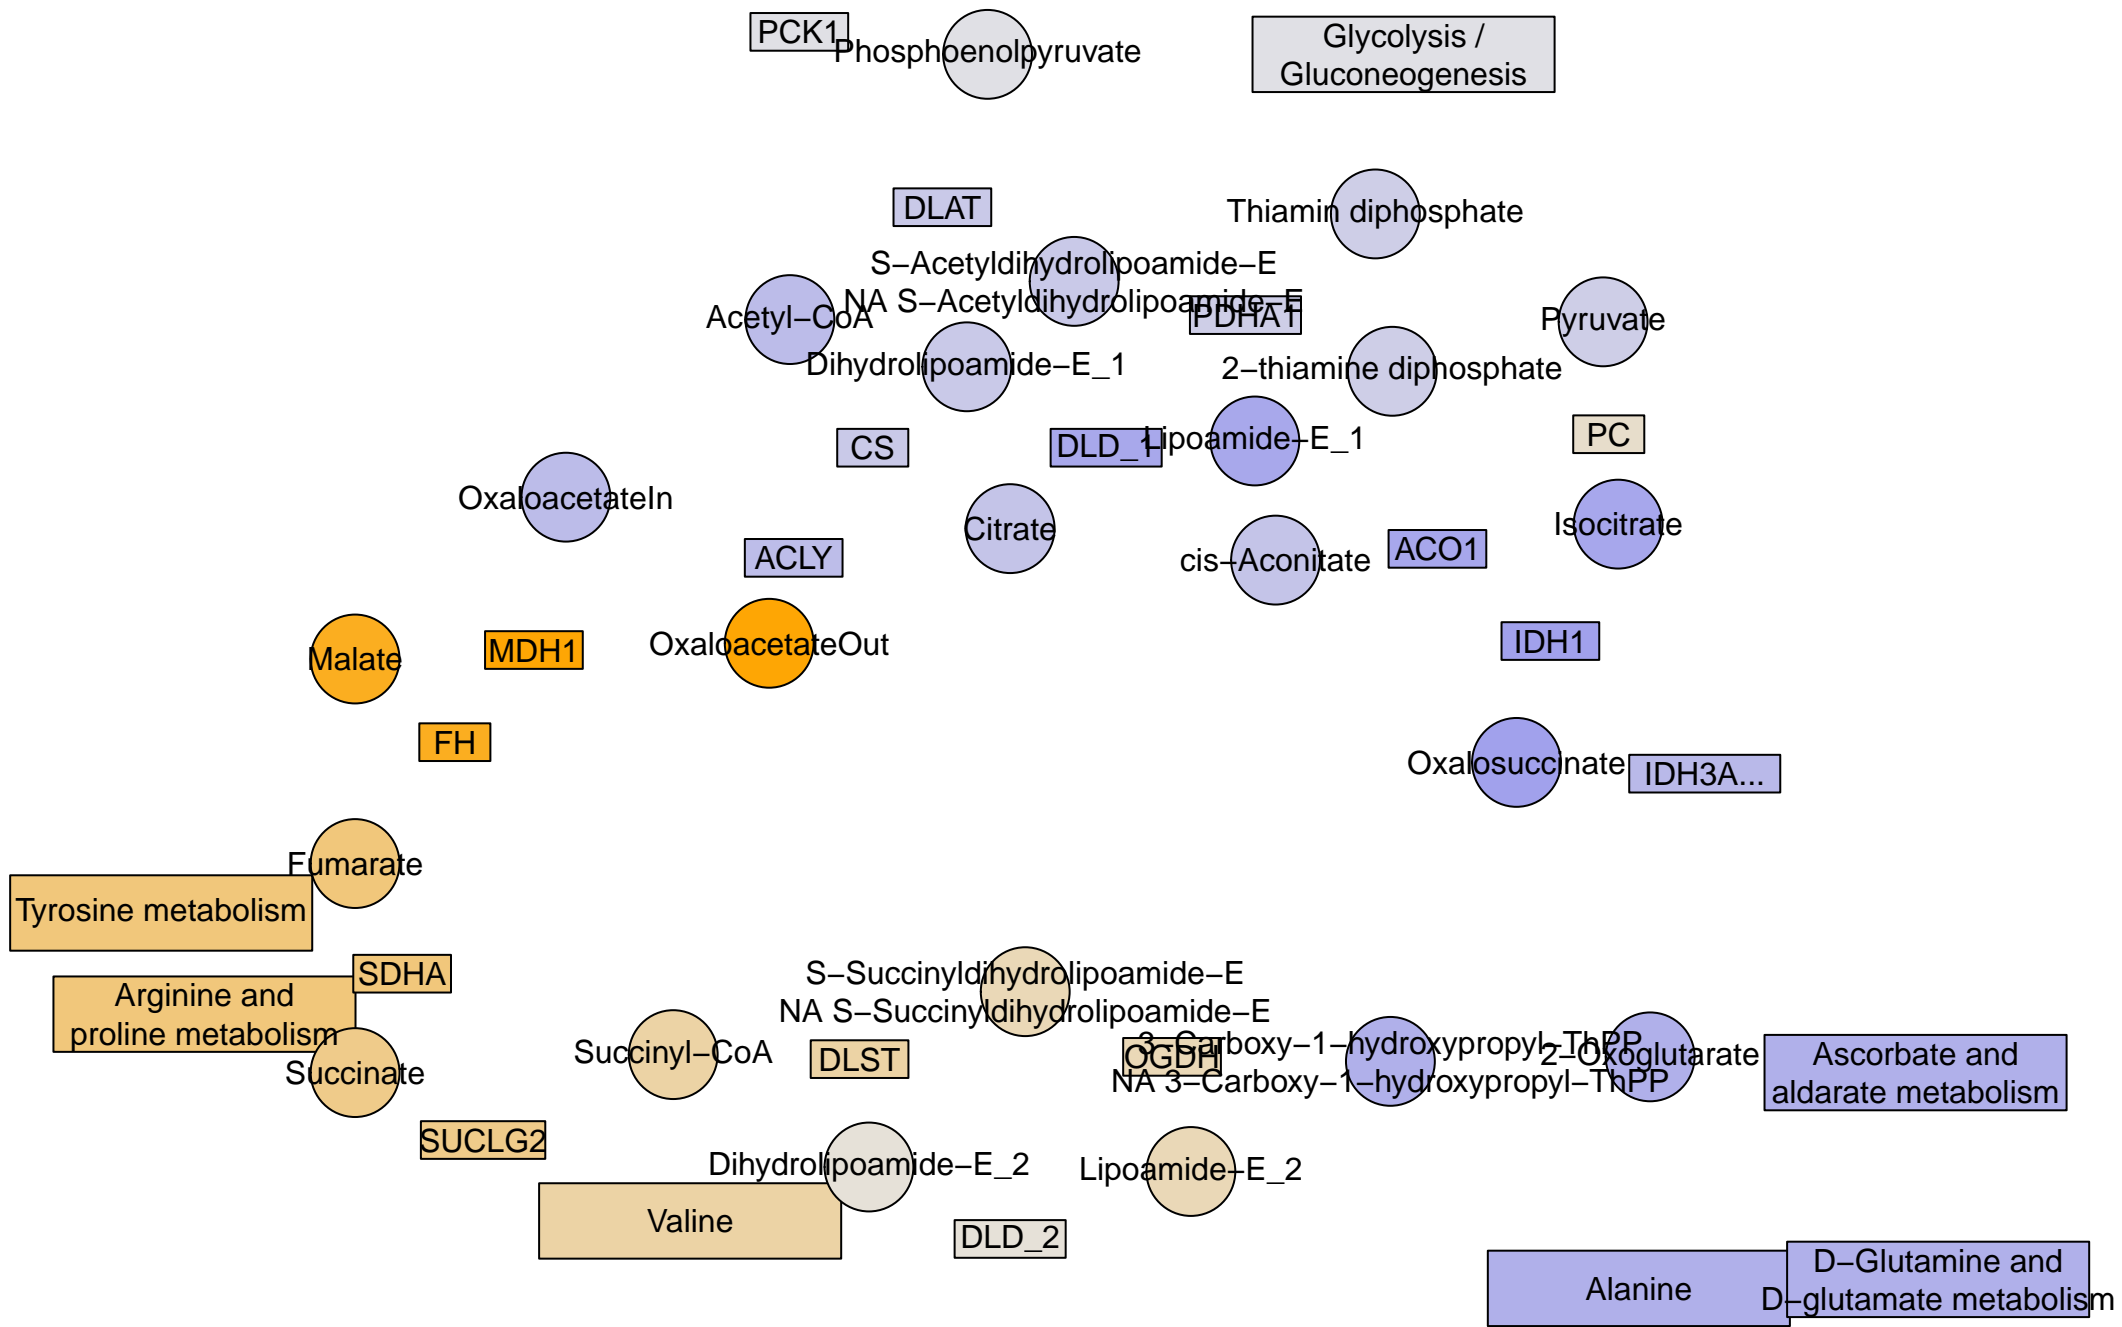 PCK1
Phosphoenolpyruvate
Glycolysis /
Gluconeogenesis
DLAT
Thiamin diphosphate
S−Acetyldihydrolipoamide−E
NA S−Acetyldihydrolipoamide−E
Acetyl−CoA
PDHA1
Pyruvate
Dihydrolipoamide−E_1
2−thiamine diphosphate
CS
DLD_1
Lipoamide−E_1
PC
OxaloacetateIn
Citrate
Isocitrate
ACLY
cis−Aconitate
ACO1
Malate
MDH1
OxaloacetateOut
IDH1
FH
Oxalosuccinate
IDH3A...
Fumarate
Tyrosine metabolism
SDHA
Arginine and
proline metabolism
S−Succinyldihydrolipoamide−E
NA S−Succinyldihydrolipoamide−E
Succinate
Succinyl−CoA
DLST
OGDH
3−Carboxy−1−hydroxypropyl−ThPP
NA 3−Carboxy−1−hydroxypropyl−ThPP
2−Oxoglutarate
Ascorbate and
aldarate metabolism
SUCLG2
Dihydrolipoamide−E_2
Lipoamide−E_2
Valine
DLD_2
Alanine
D−Glutamine and
D−glutamate metabolism